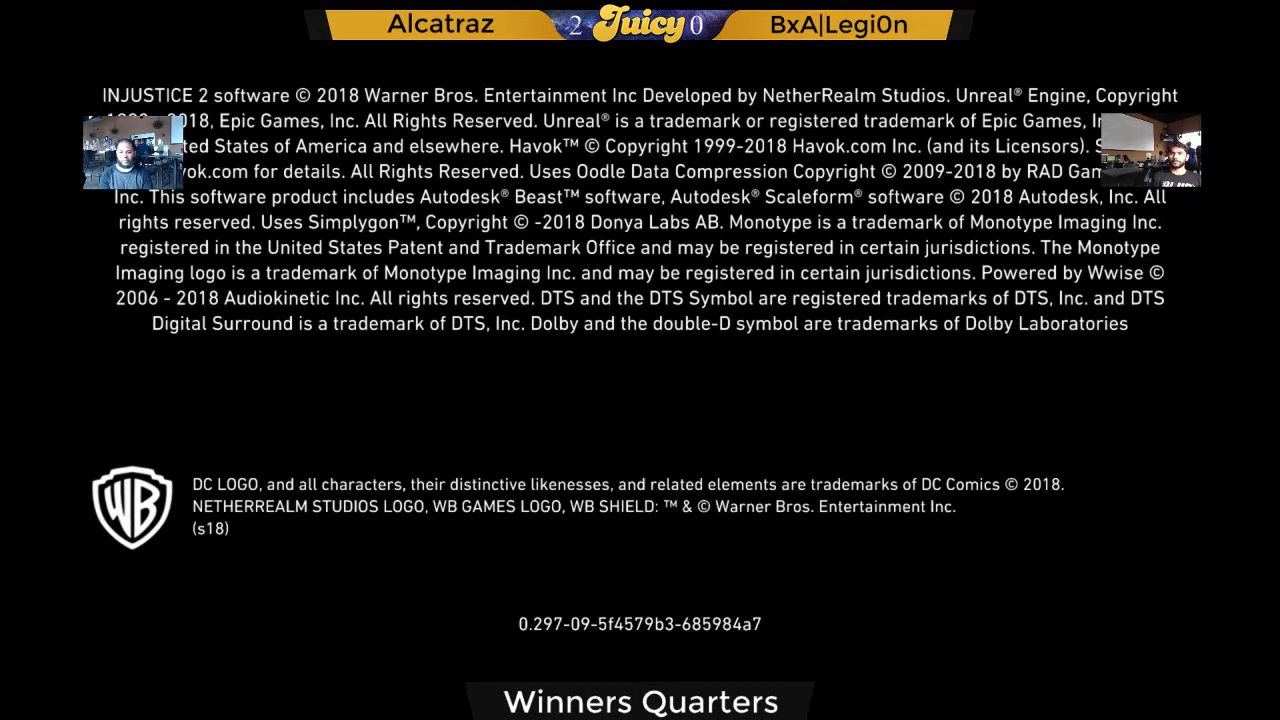 Alcatraz 2 Juicy 0 BxA|Legi0n
INJUSTICE 2 software © 2018 Warner Bros. Entertainment Inc Developed by NetherRealm Studios. Unreal® Engine, Copyright
018, Epic Games, Inc. All Rights Reserved. Unreal® is a trademark or registered trademark of Epic Games,
ted States of America and elsewhere. Havok™ © Copyright 1999-2018 Havok.com Inc. (and its Licensors).
vok.com for details. All Rights Reserved. Uses Oodle Data Compression Copyright © 2009-2018 by RAD Gam
Inc. This software product includes Autodesk® Beast™ software, Autodesk® Scaleform® software © 2018 Autodesk, Inc. All
rights reserved. Uses Simplygon™, Copyright © -2018 Donya Labs AB. Monotype is a trademark of Monotype Imaging Inc.
registered in the United States Patent and Trademark Office and may be registered in certain jurisdictions. The Monotype
Imaging logo is a trademark of Monotype Imaging Inc. and may be registered in certain jurisdictions. Powered by Wwise ©
2006 - 2018 Audiokinetic Inc. All rights reserved. DTS and the DTS Symbol are registered trademarks of DTS, Inc. and DTS
Digital Surround is a trademark of DTS, Inc. Dolby and the double-D symbol are trademarks of Dolby Laboratories
WB
DC LOGO, and all characters, their distinctive likenesses, and related elements are trademarks of DC Comics © 2018.
NETHERREALM STUDIOS LOGO, WB GAMES LOGO, WB SHIELD: ™ & © Warner Bros. Entertainment Inc.
(s18)
0.297-09-5f4579b3-685984a7
Winners Quarters